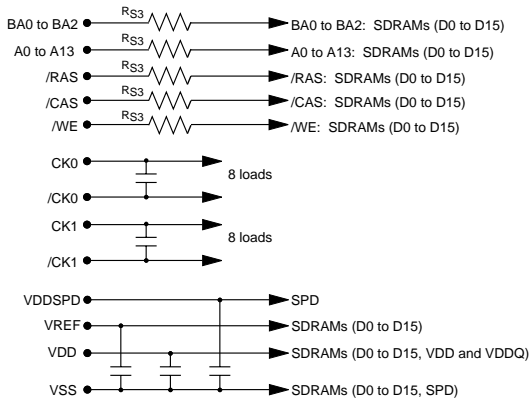 BA0 to BA2 RS3 BA0 to BA2: SDRAMs (D0 to D15)
A0 to A13 RS3 A0 to A13: SDRAMs (D0 to D15)
/RAS RS3 /RAS: SDRAMs (D0 to D15)
/CAS RS3 /CAS: SDRAMs (D0 to D15)
/WE RS3 /WE: SDRAMs (D0 to D15)
CK0
8 loads
/CK0
CK1
8 loads
/CK1
VDDSPD SPD
VREF SDRAMs (D0 to D15)
VDD SDRAMs (D0 to D15, VDD and VDDQ)
VSS SDRAMs (D0 to D15, SPD)